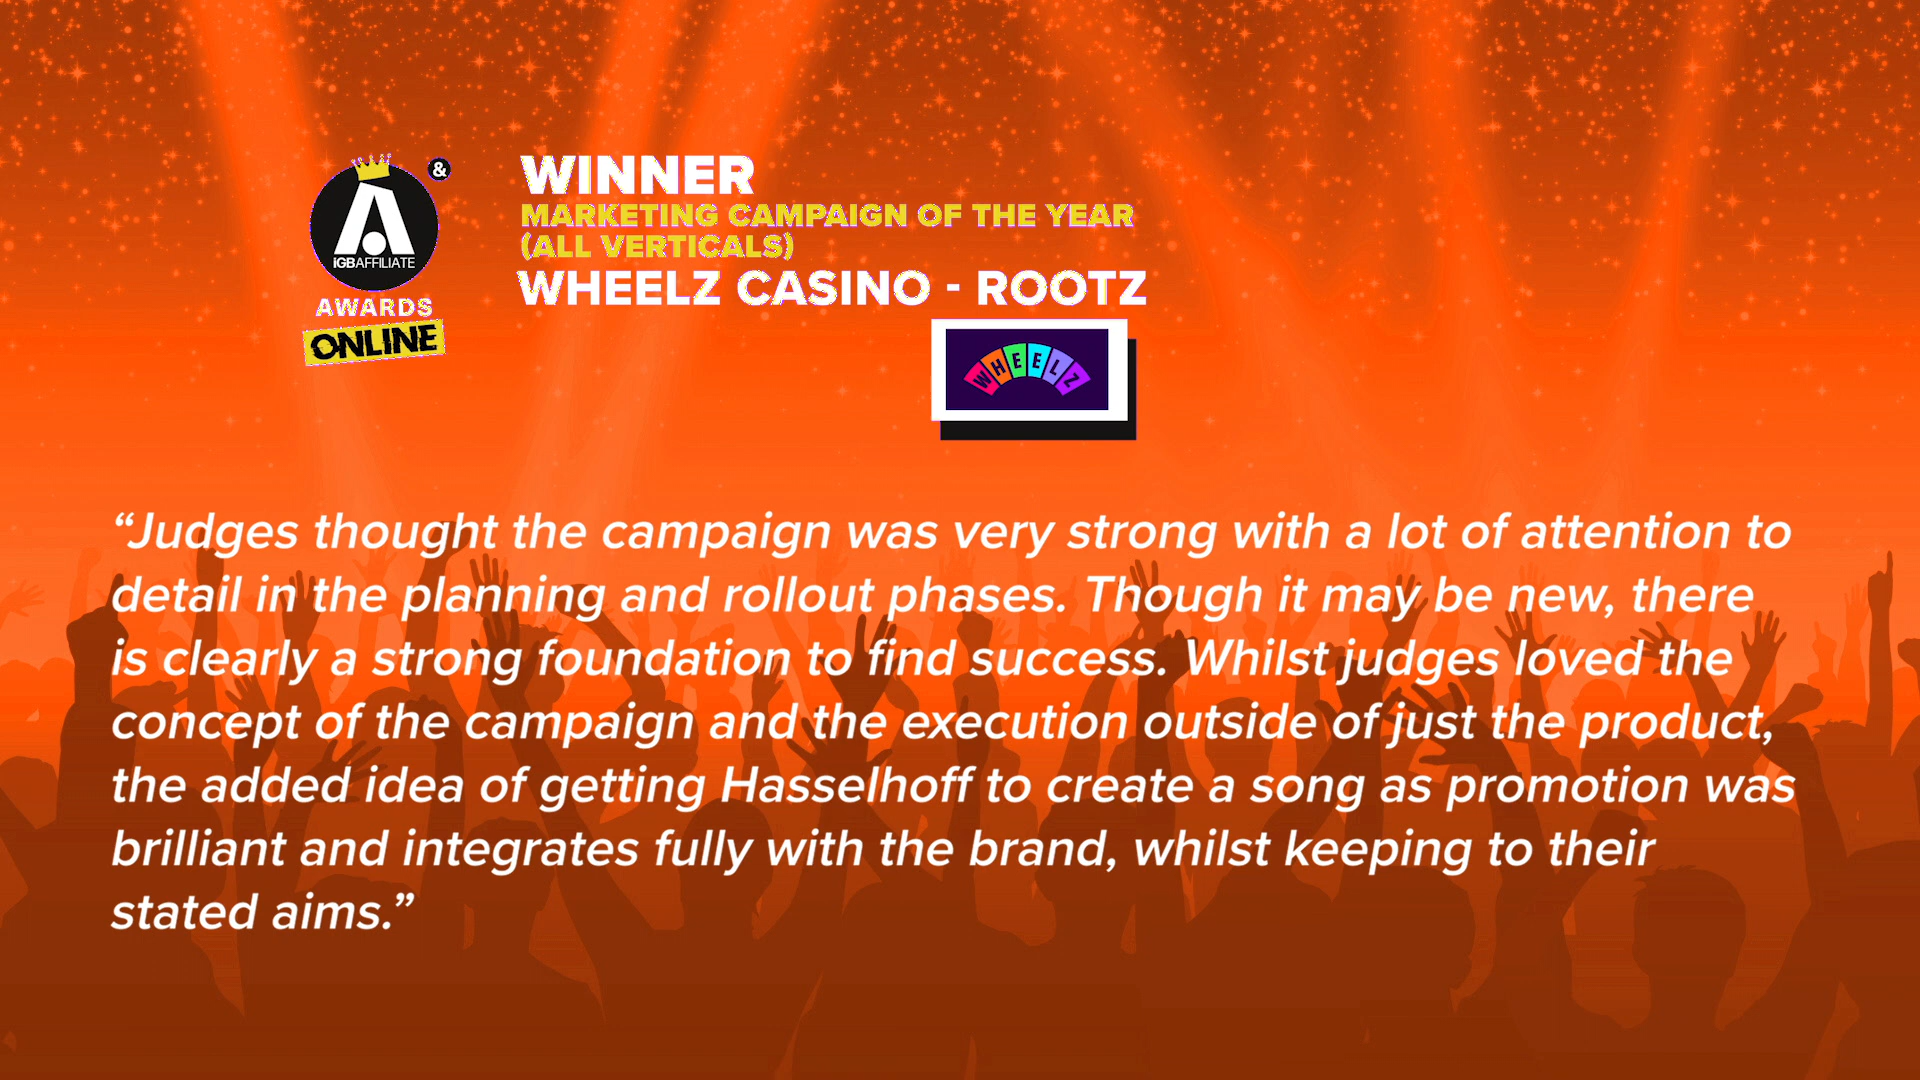 &
iGBAFFILIATE
AWARDS
ONLINE
WINNER
MARKETING CAMPAIGN OF THE YEAR
(ALL VERTICALS)
WHEELZ CASINO - ROOTZ
WHEELZ
“Judges thought the campaign was very strong with a lot of attention to
detail in the planning and rollout phases. Though it may be new, there
is clearly a strong foundation to find success. Whilst judges loved the
concept of the campaign and the execution outside of just the product,
the added idea of getting Hasselhoff to create a song as promotion was
brilliant and integrates fully with the brand, whilst keeping to their
stated aims.”